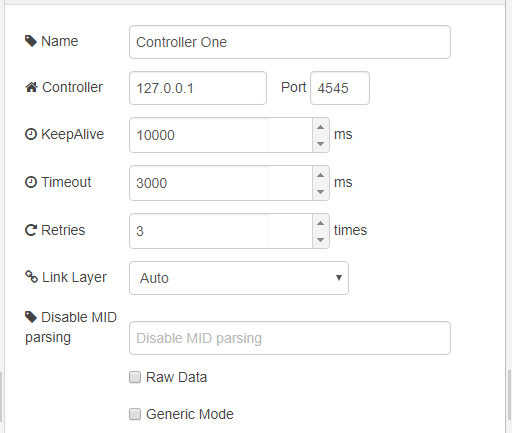 Name Controller One
Controller 127.0.0.1 Port 4545
KeepAlive 10000 ms
Timeout 3000 ms
Retries 3 times
Link Layer Auto
Disable MID
parsing Disable MID parsing
Raw Data
Generic Mode